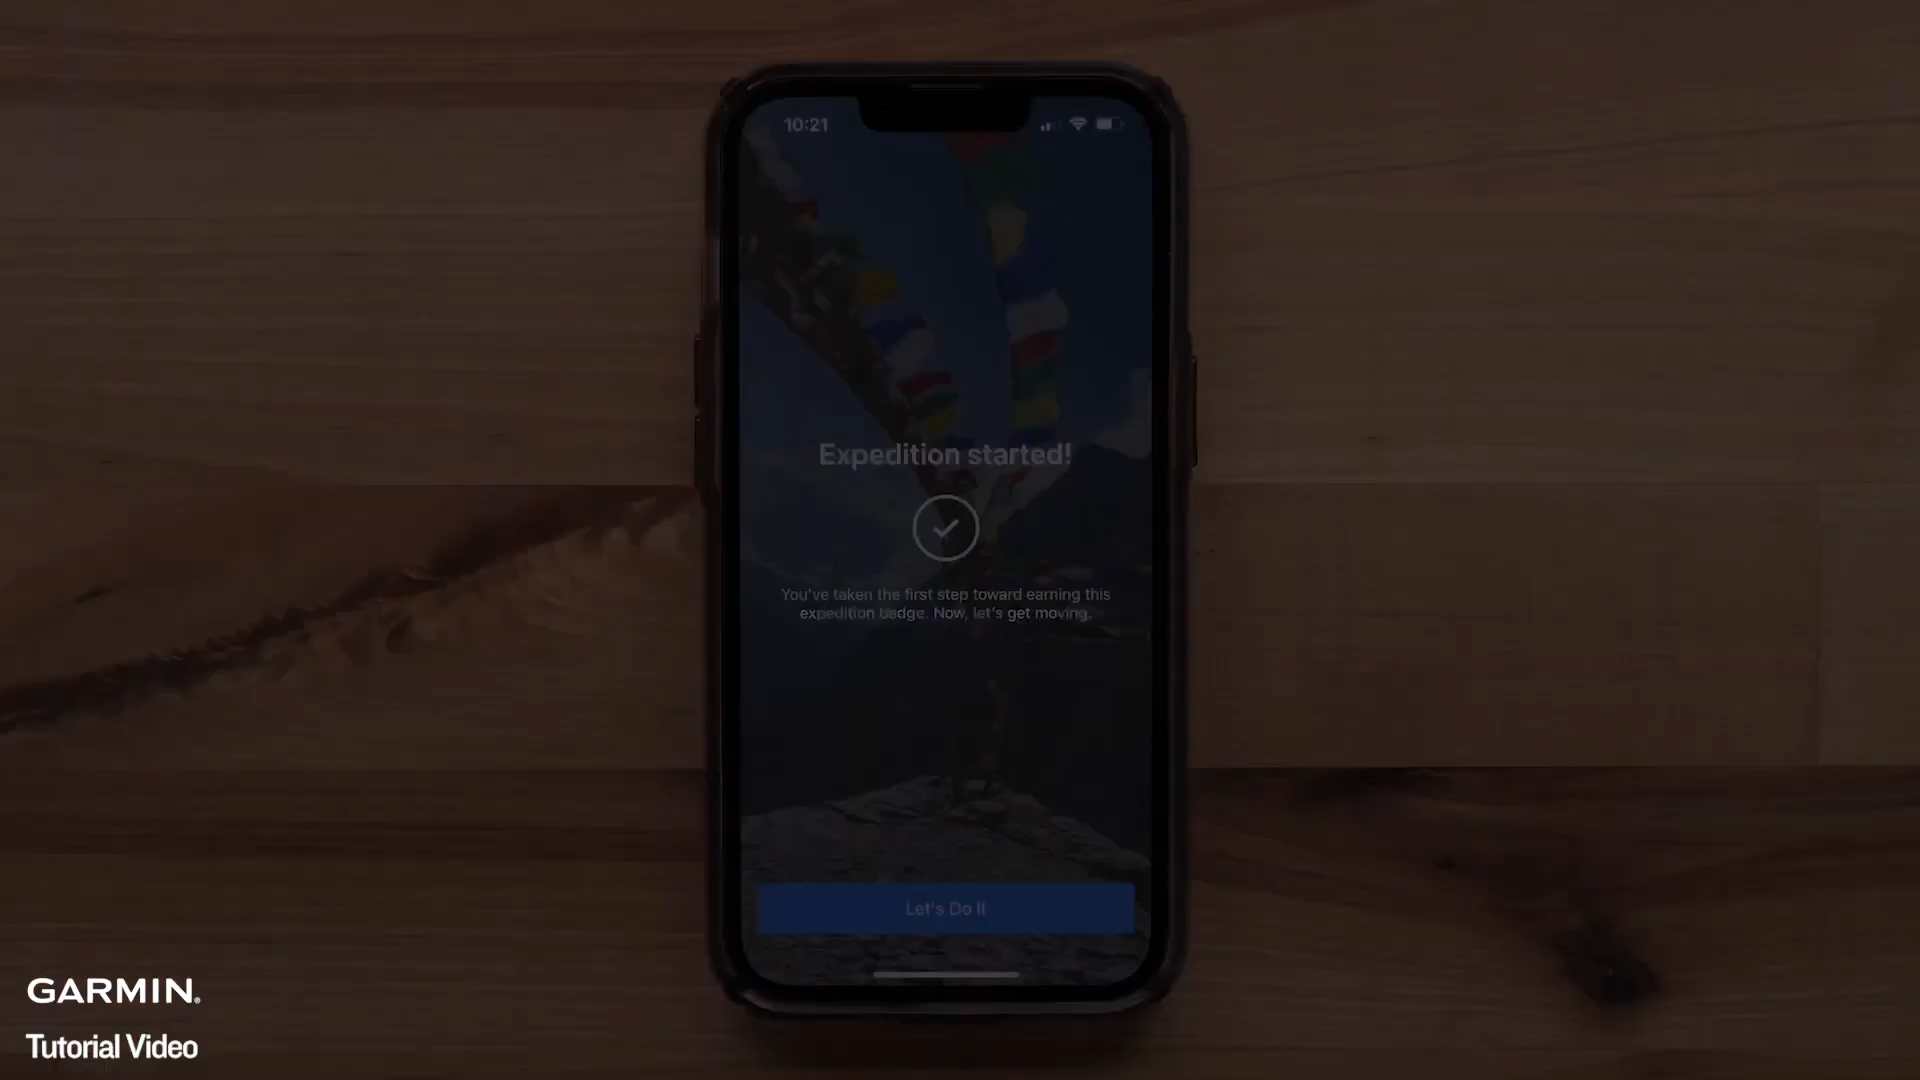 10:21
Expedition started!
You've taken the first step toward earning this
expedition badge. Now, let's get moving.
Let's Do It
GARMIN®
Tutorial Video